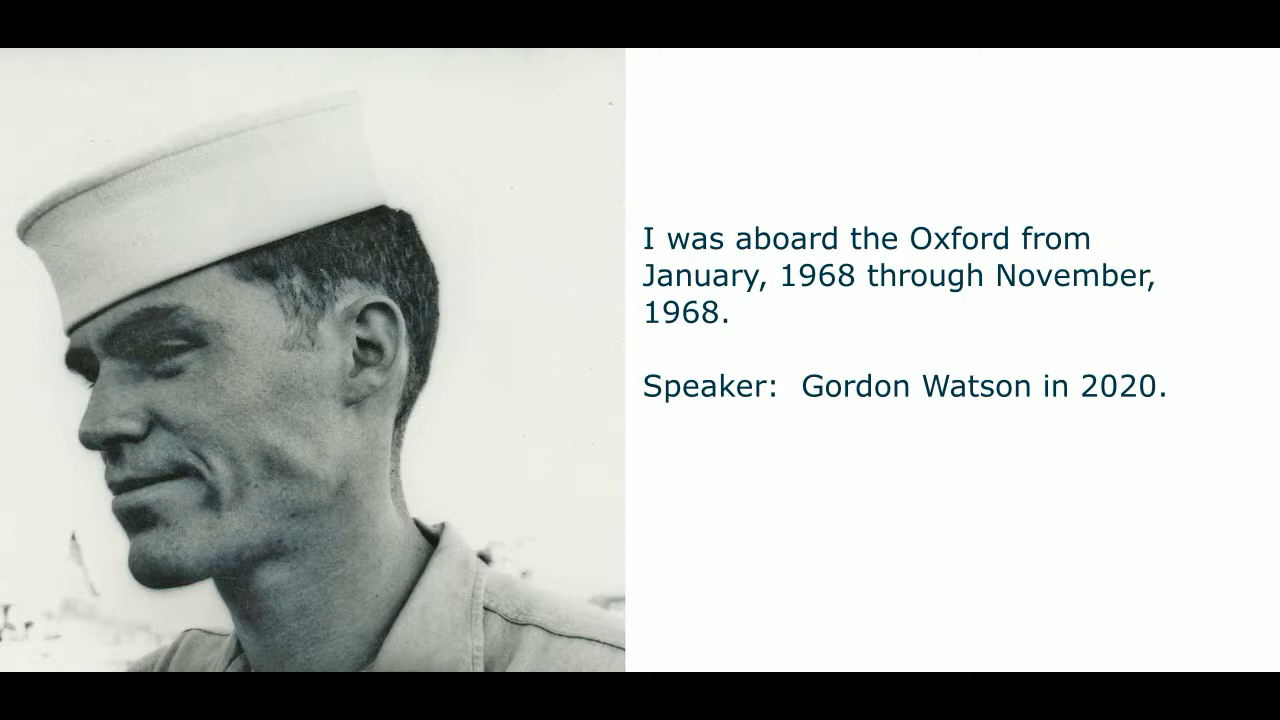 I was aboard the Oxford from
January, 1968 through November,
1968.
Speaker:  Gordon Watson in 2020.